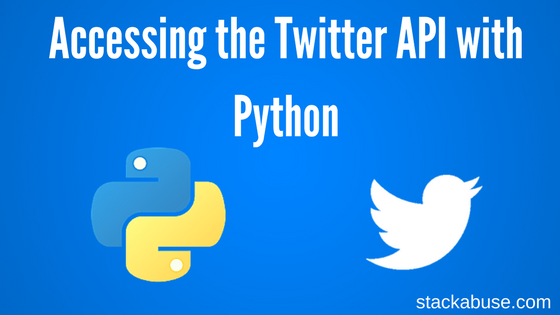 Accessing the Twitter API with
Python
stackabuse.com